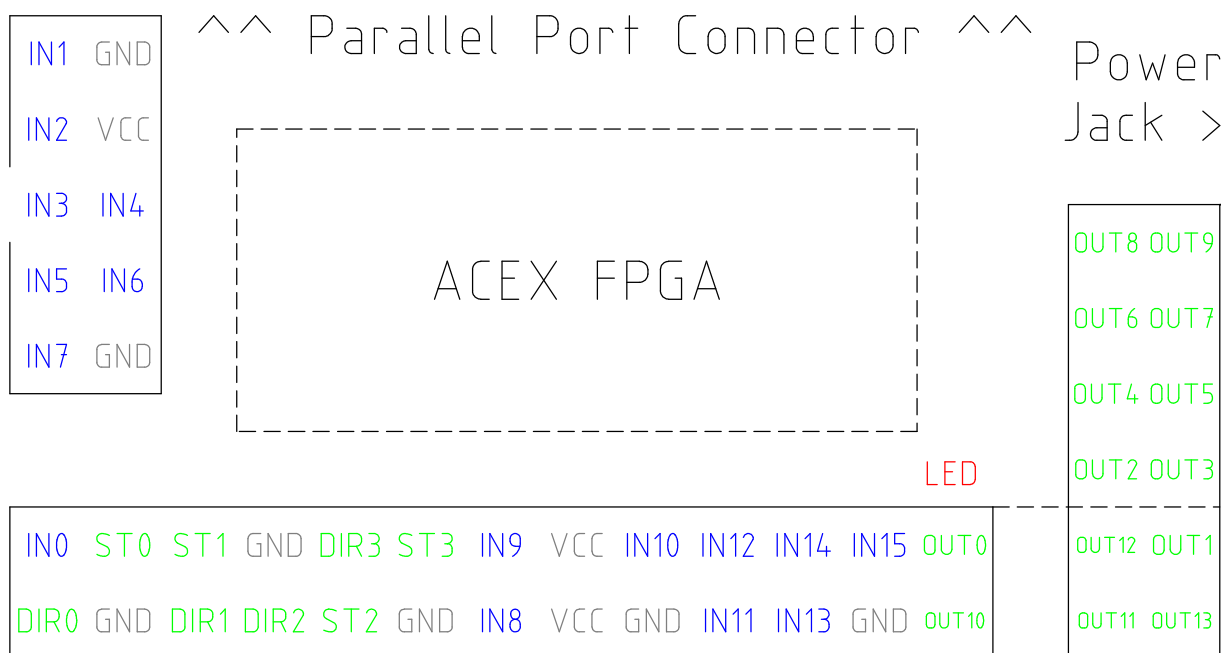 ^^ Parallel Port Connector ^^
Power
Jack >
IN1 GND
IN2 VCC
IN3 IN4
IN5 IN6
IN7 GND
ACEX FPGA
OUT8 OUT9
OUT6 OUT7
OUT4 OUT5
OUT2 OUT3
LED
IN0 ST0 ST1 GND DIR3 ST3 IN9 VCC IN10 IN12 IN14 IN15 OUT0
DIR0 GND DIR1 DIR2 ST2 GND IN8 VCC GND IN11 IN13 GND OUT10
OUT12 OUT1
OUT11 OUT13